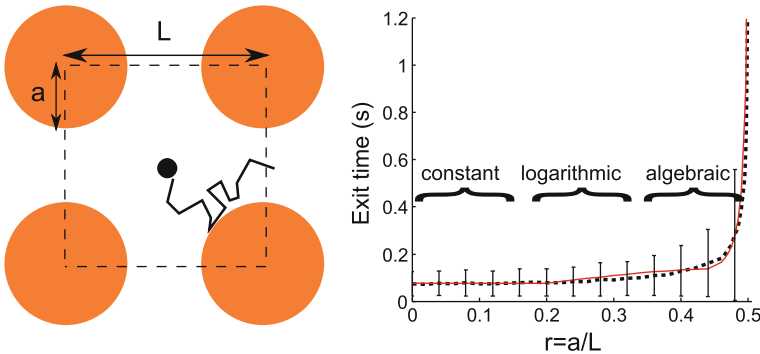 L
a
Exit time (s)
1.2
1
0.8
0.6
0.4
0.2
0
constant logarithmic algebraic
0 0.1 0.2 0.3 0.4 0.5
r=a/L